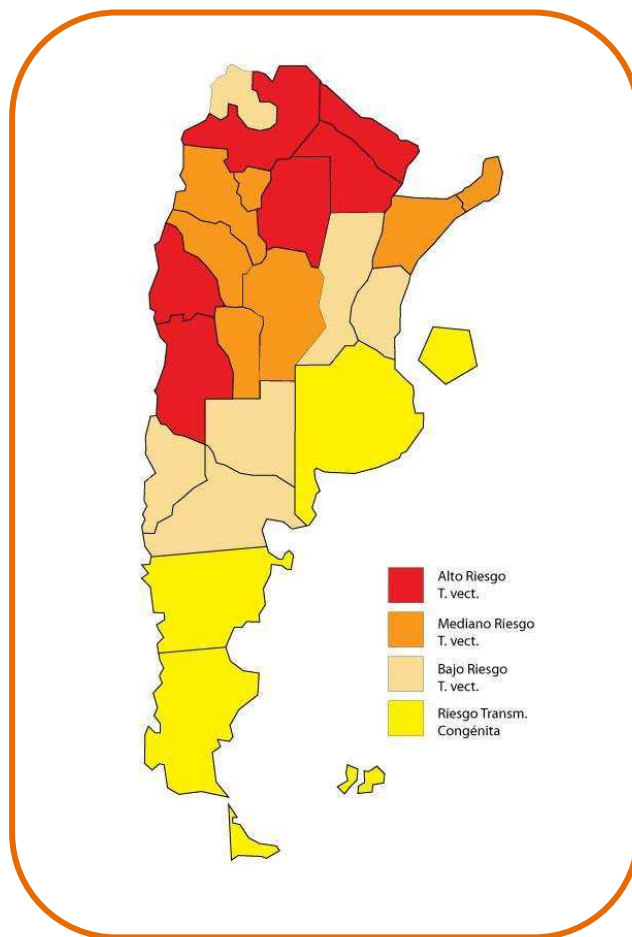 Alto Riesgo
T. vect.
Mediano Riesgo
T. vect.
Bajo Riesgo
T. vect.
Riesgo Transm.
Congénita